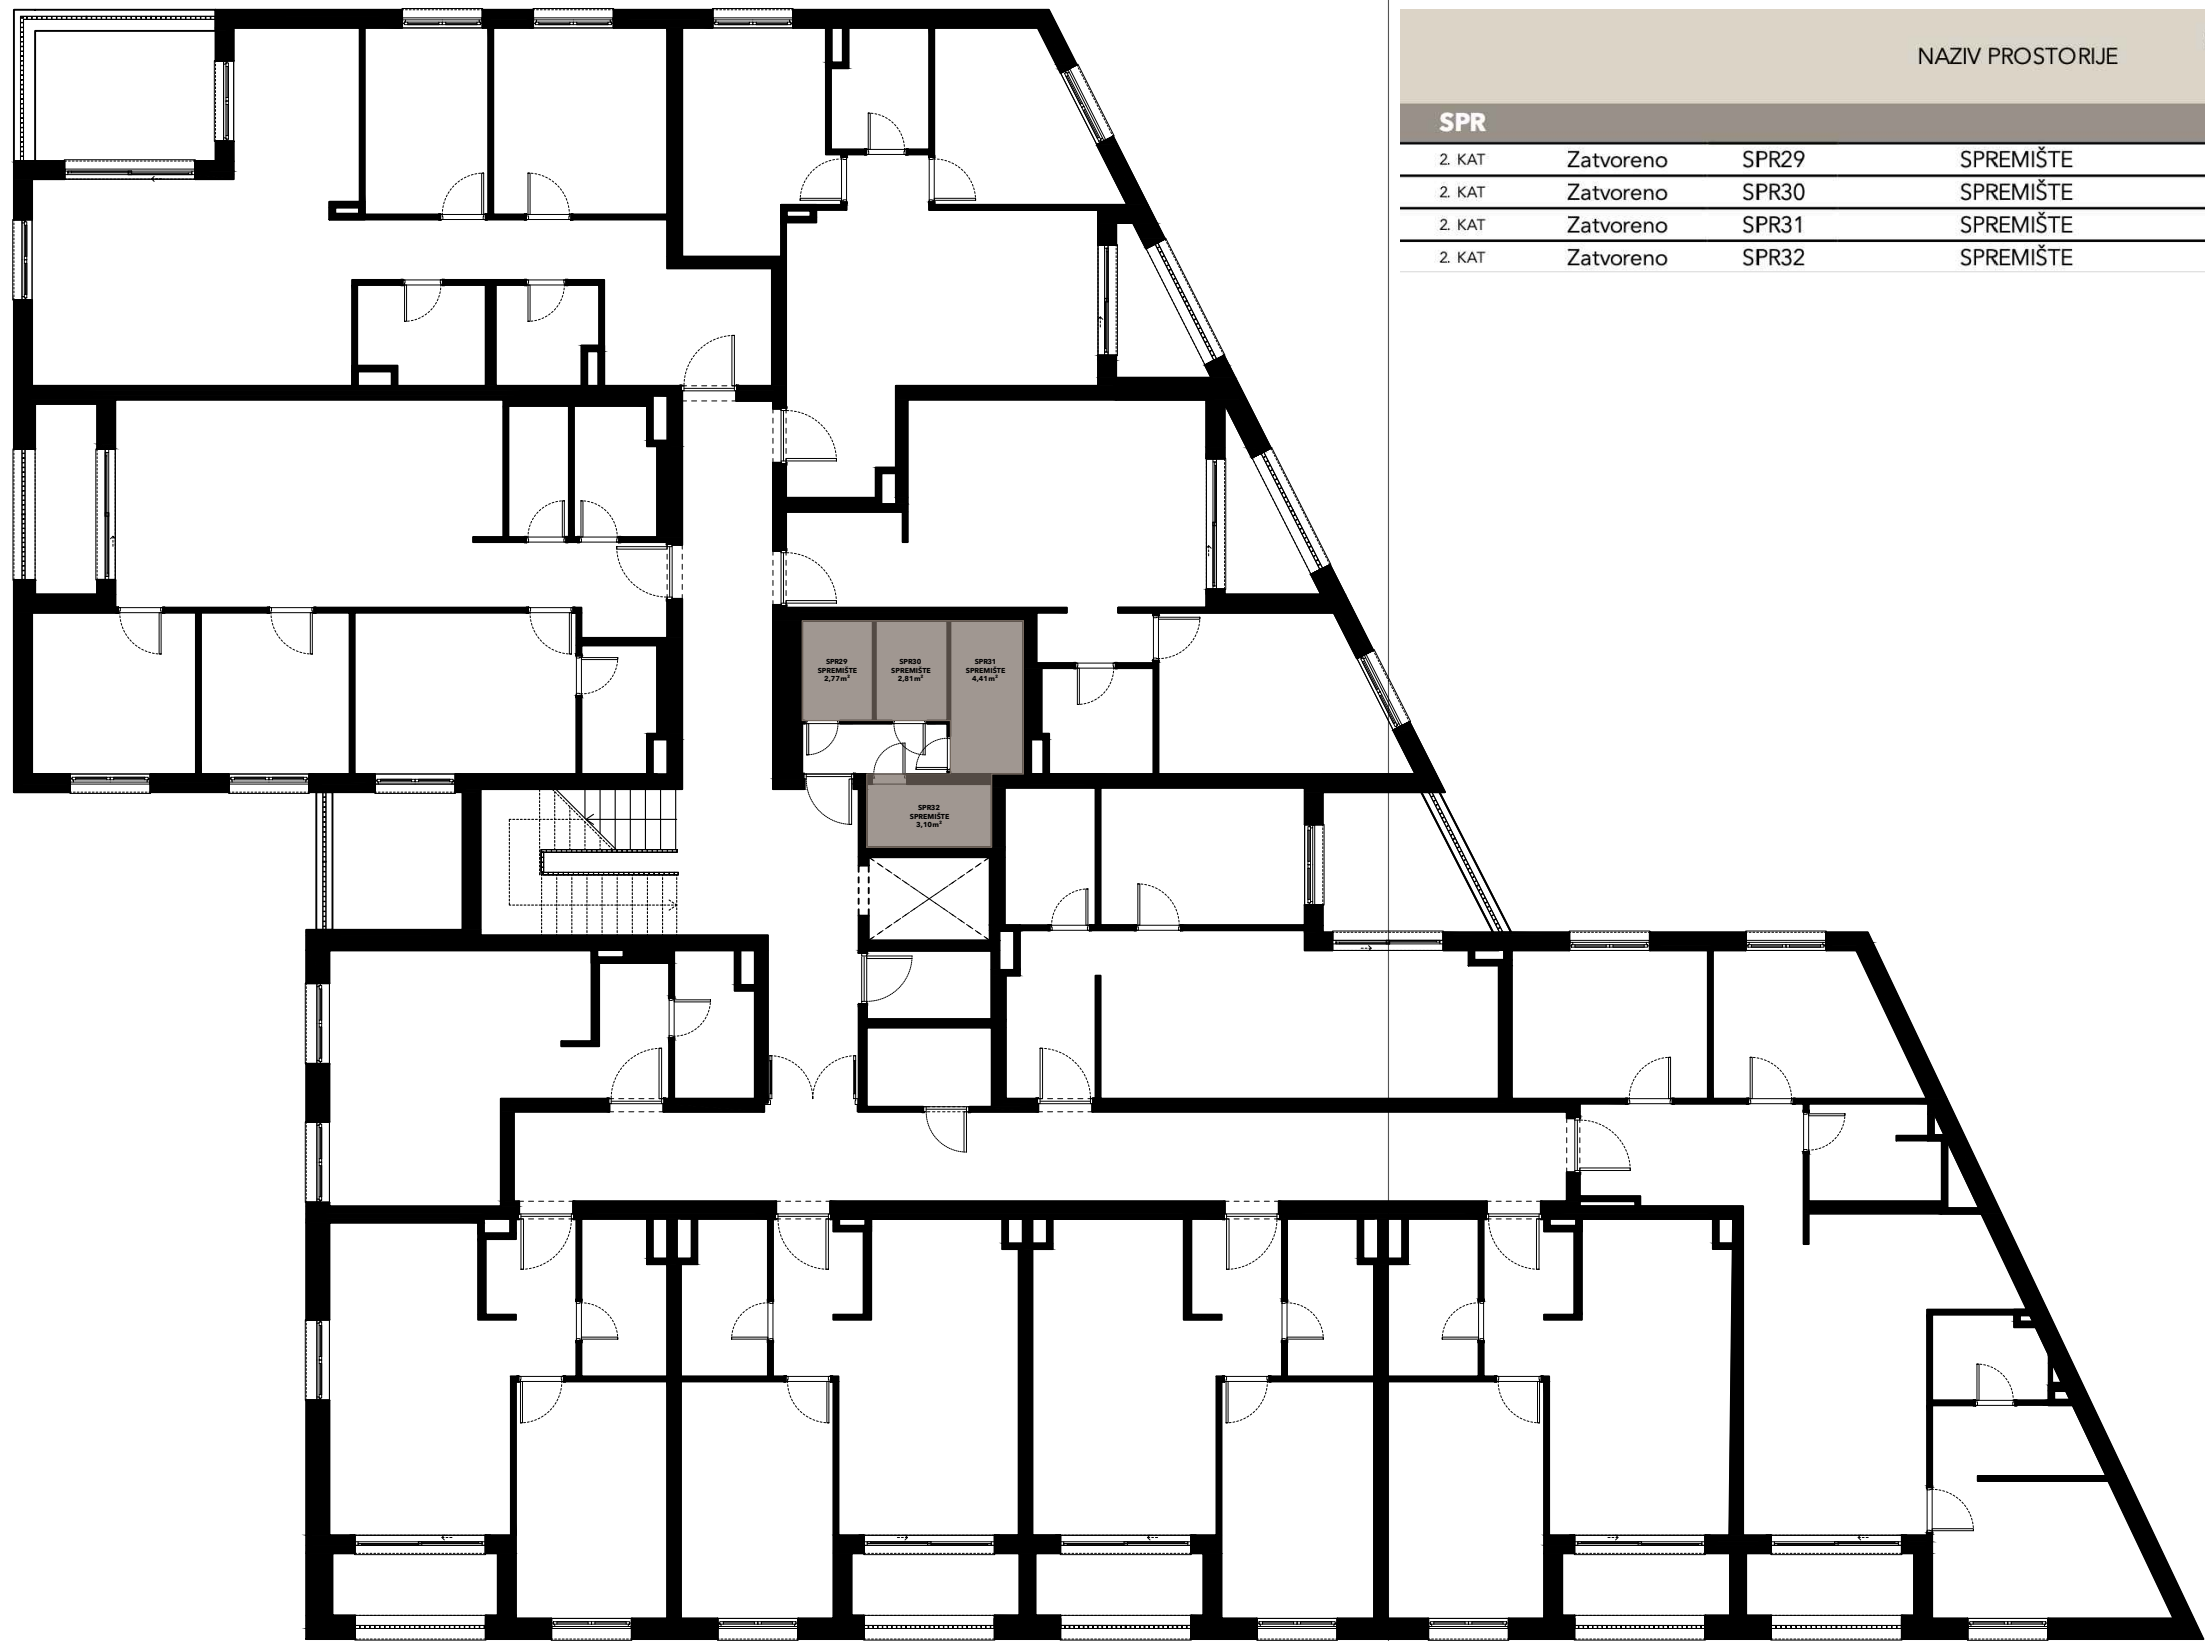 NAZIV PROSTORIJE
SPR
2. KAT Zatvoreno SPR29 SPREMIŠTE
2. KAT Zatvoreno SPR30 SPREMIŠTE
2. KAT Zatvoreno SPR31 SPREMIŠTE
2. KAT Zatvoreno SPR32 SPREMIŠTE
SPR29
SPREMIŠTE
2,77m²
SPR30
SPREMIŠTE
2,81m²
SPR31
SPREMIŠTE
4,41m²
SPR32
SPREMIŠTE
3,10m²